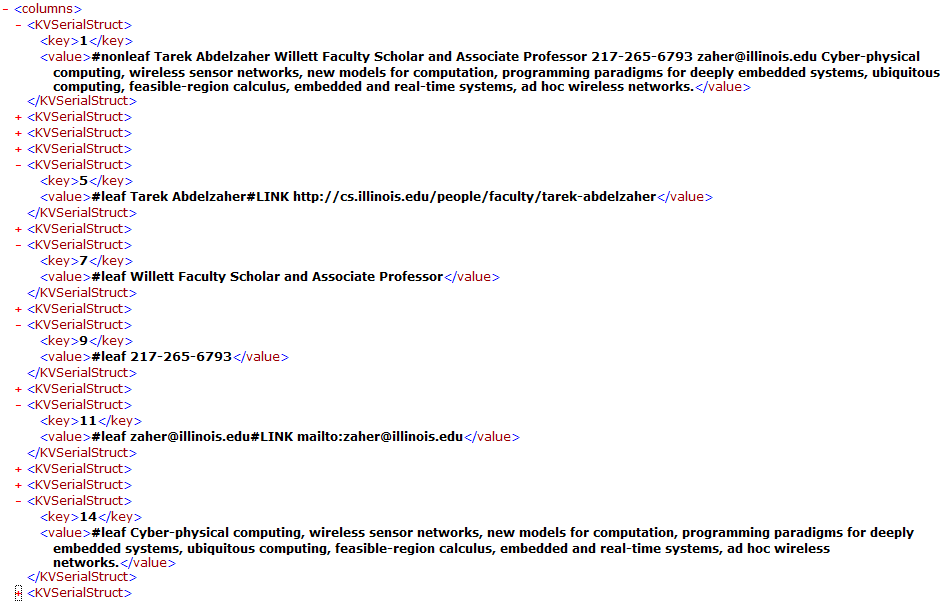 - <columns>
- <KVSerialStruct>
<key>1</key>
<value>#nonleaf Tarek Abdelzaher Willett Faculty Scholar and Associate Professor 217-265-6793 zaher@illinois.edu Cyber-physical
computing, wireless sensor networks, new models for computation, programming paradigms for deeply embedded systems, ubiquitous
computing, feasible-region calculus, embedded and real-time systems, ad hoc wireless networks.</value>
</KVSerialStruct>
+ <KVSerialStruct>
+ <KVSerialStruct>
+ <KVSerialStruct>
- <KVSerialStruct>
<key>5</key>
<value>#leaf Tarek Abdelzaher#LINK http://cs.illinois.edu/people/faculty/tarek-abdelzaher</value>
</KVSerialStruct>
+ <KVSerialStruct>
- <KVSerialStruct>
<key>7</key>
<value>#leaf Willett Faculty Scholar and Associate Professor</value>
</KVSerialStruct>
+ <KVSerialStruct>
- <KVSerialStruct>
<key>9</key>
<value>#leaf 217-265-6793</value>
</KVSerialStruct>
+ <KVSerialStruct>
- <KVSerialStruct>
<key>11</key>
<value>#leaf zaher@illinois.edu#LINK mailto:zaher@illinois.edu</value>
</KVSerialStruct>
+ <KVSerialStruct>
+ <KVSerialStruct>
- <KVSerialStruct>
<key>14</key>
<value>#leaf Cyber-physical computing, wireless sensor networks, new models for computation, programming paradigms for deeply
embedded systems, ubiquitous computing, feasible-region calculus, embedded and real-time systems, ad hoc wireless
networks.</value>
</KVSerialStruct>
+ <KVSerialStruct>